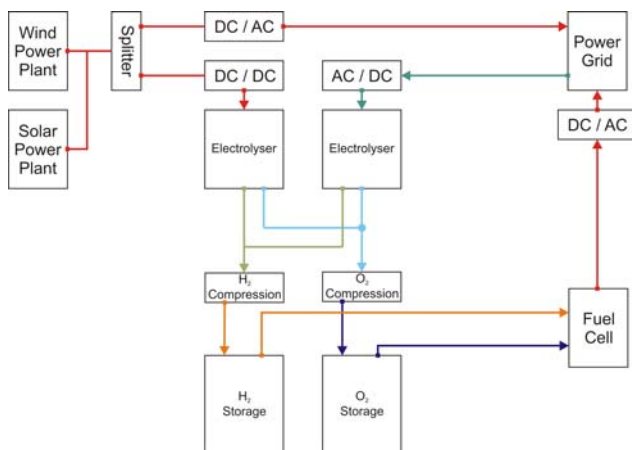 Wind
Power
Plant
Splitter
DC / AC
Power
Grid
DC / DC
AC / DC
Solar
Power
Plant
DC / AC
Electrolyser
Electrolyser
H₂
Compression
O₂
Compression
Fuel
Cell
H₂
Storage
O₂
Storage